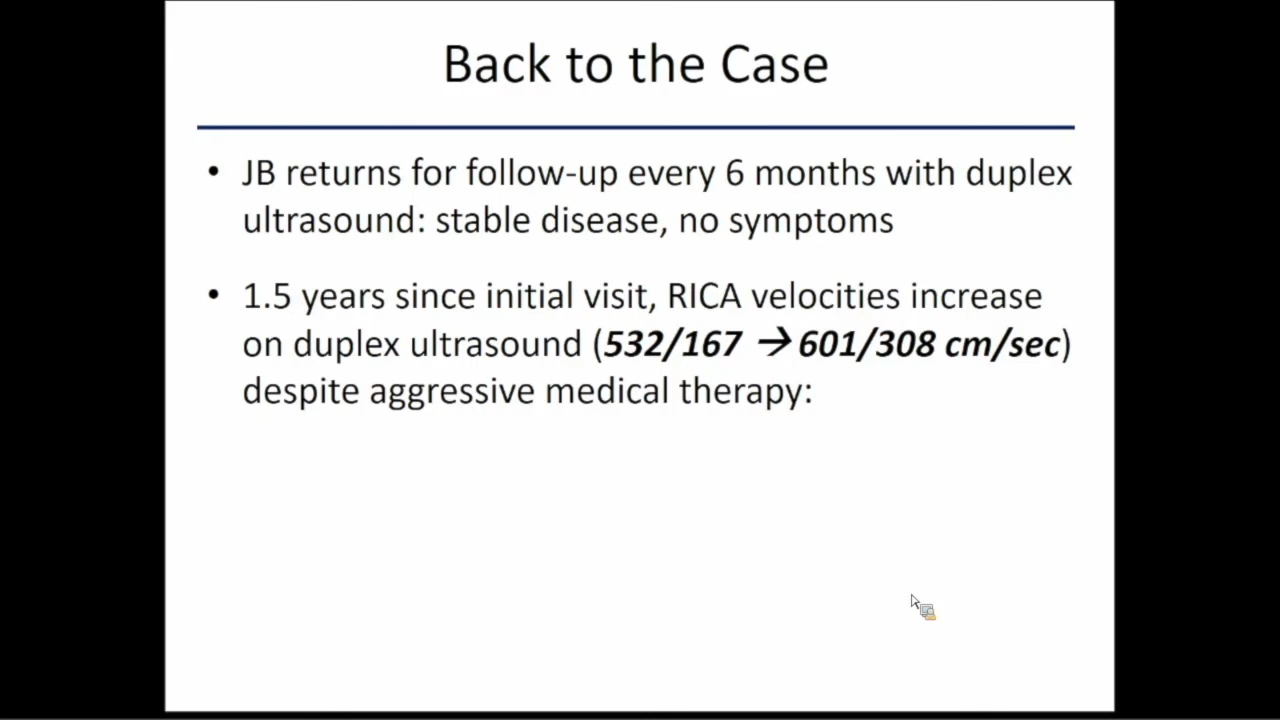 Back to the Case
• JB returns for follow-up every 6 months with duplex
ultrasound: stable disease, no symptoms
• 1.5 years since initial visit, RICA velocities increase
on duplex ultrasound (532/167 → 601/308 cm/sec)
despite aggressive medical therapy: